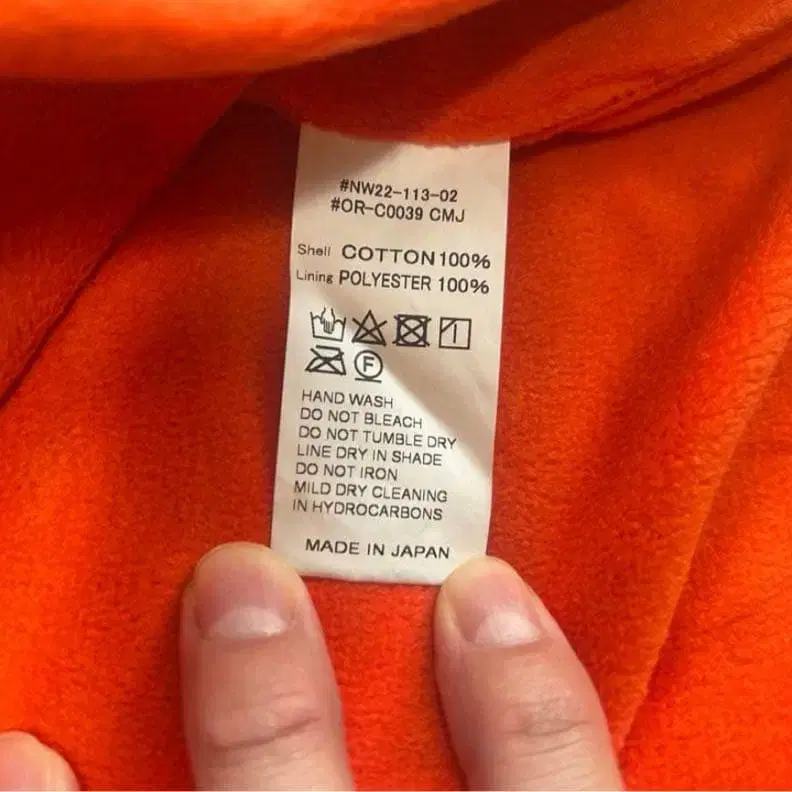 #NW22-113-02
#OR-C0039 CMJ
Shell COTTON 100%
Lining POLYESTER 100%
F
HAND WASH
DO NOT BLEACH
DO NOT TUMBLE DRY
LINE DRY IN SHADE
DO NOT IRON
MILD DRY CLEANING
IN HYDROCARBONS
MADE IN JAPAN